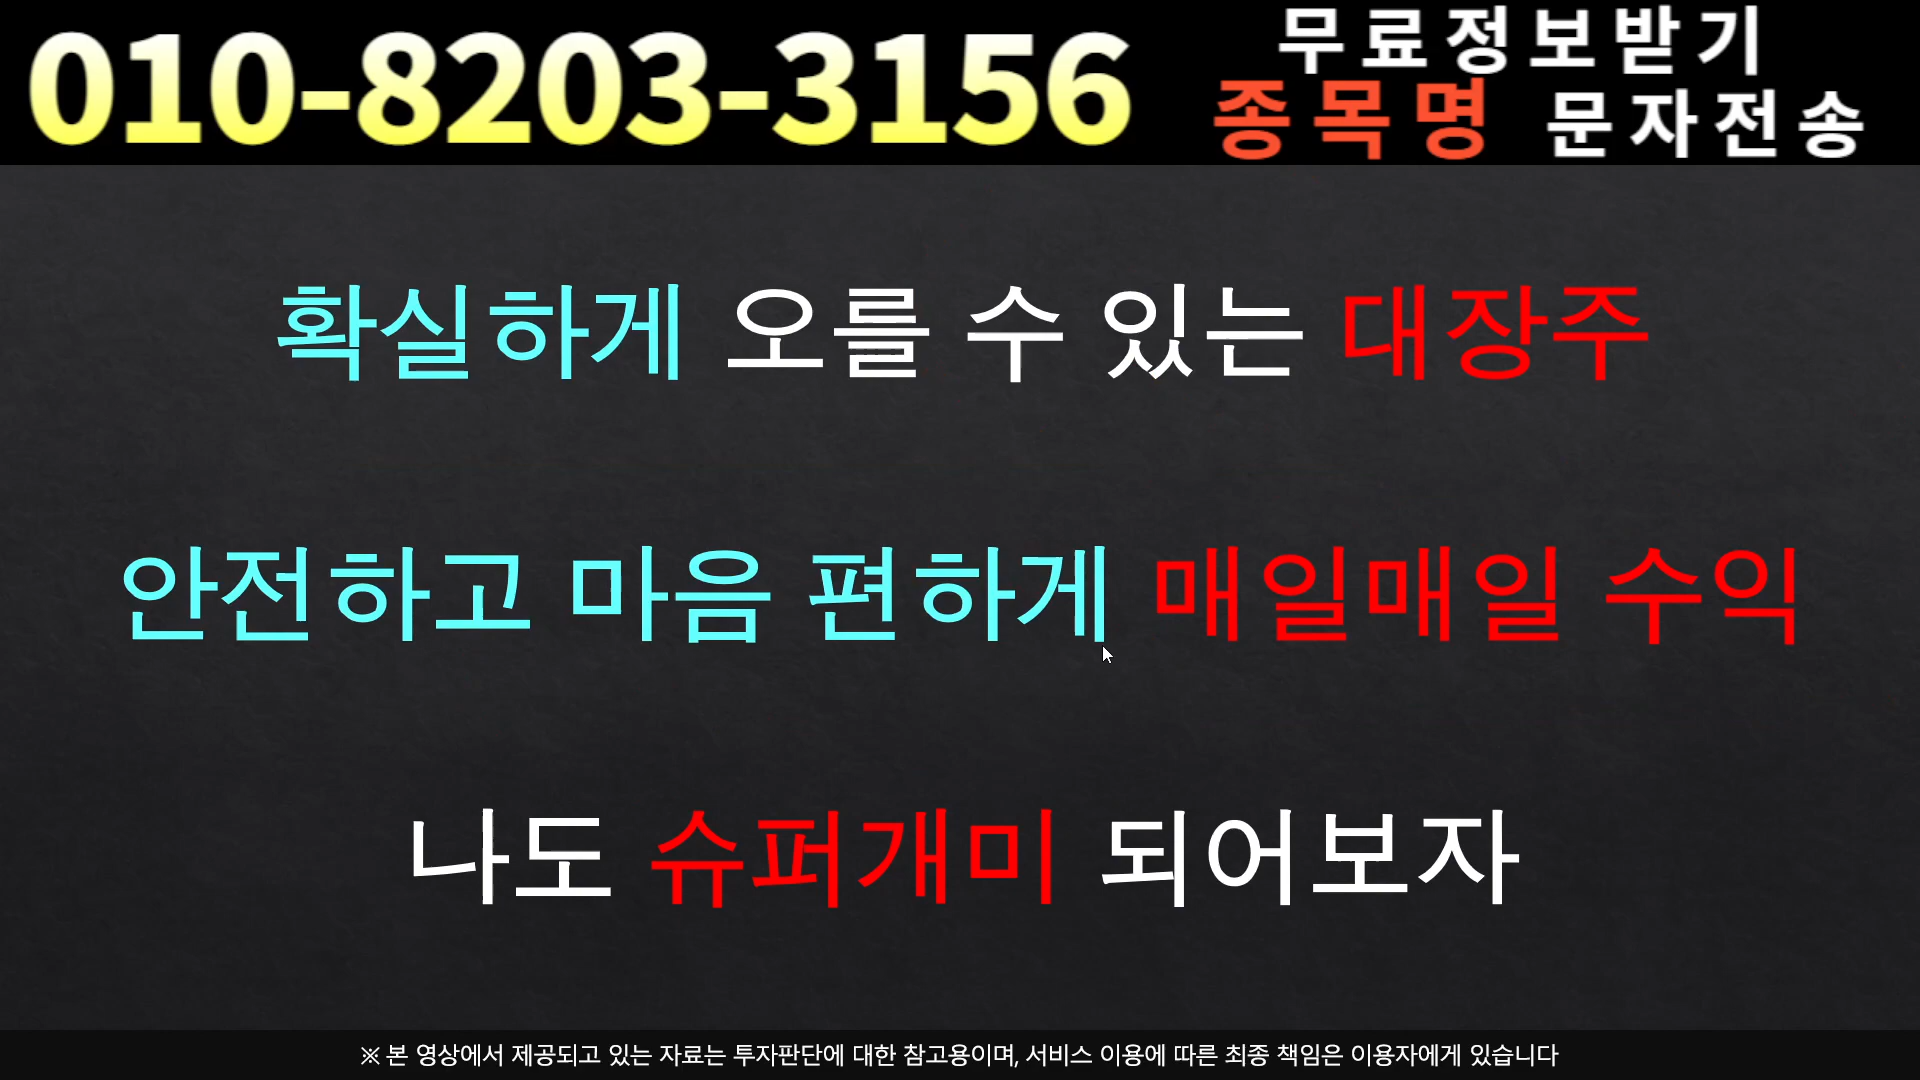 010-8203-3156
무료정보받기
종목명 문자전송
확실하게 오를 수 있는 대장주
안전하고 마음 편하게 매일매일 수익
나도 슈퍼개미 되어보자
※ 본 영상에서 제공되고 있는 자료는 투자판단에 대한 참고용이며, 서비스 이용에 따른 최종 책임은 이용자에게 있습니다